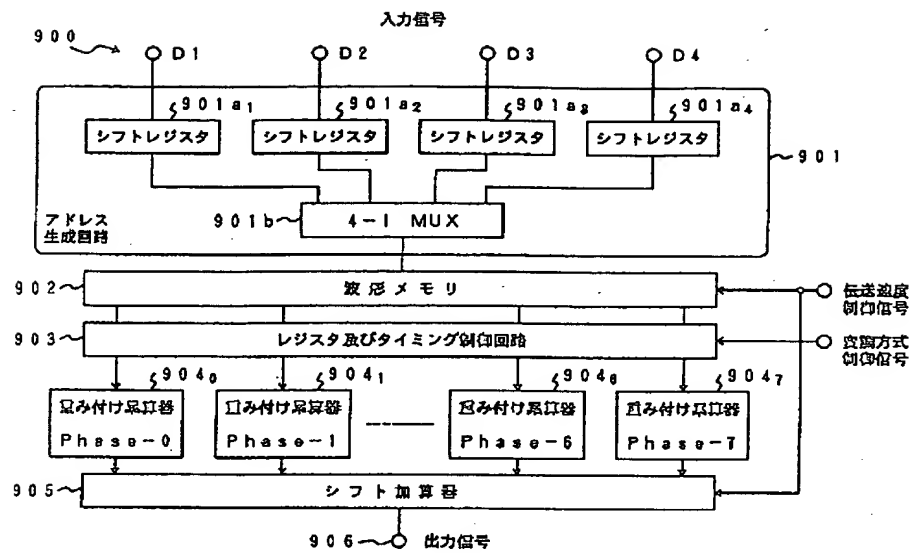 入力信号
900
D1 D2 D3 D4
901a1 901a2 901a3 901a4
シフトレジスタ シフトレジスタ シフトレジスタ シフトレジスタ
901
901b
4-1 MUX
アドレス
生成回路
902
波形メモリ
伝送速度
制御信号
903
レジスタ及びタイミング制御回路
変調方式
制御信号
9040 9041 9046 9047
重み付け累算器 重み付け累算器 重み付け累算器 重み付け累算器
Phase-0 Phase-1 Phase-6 Phase-7
905
シフト加算器
906
出力信号